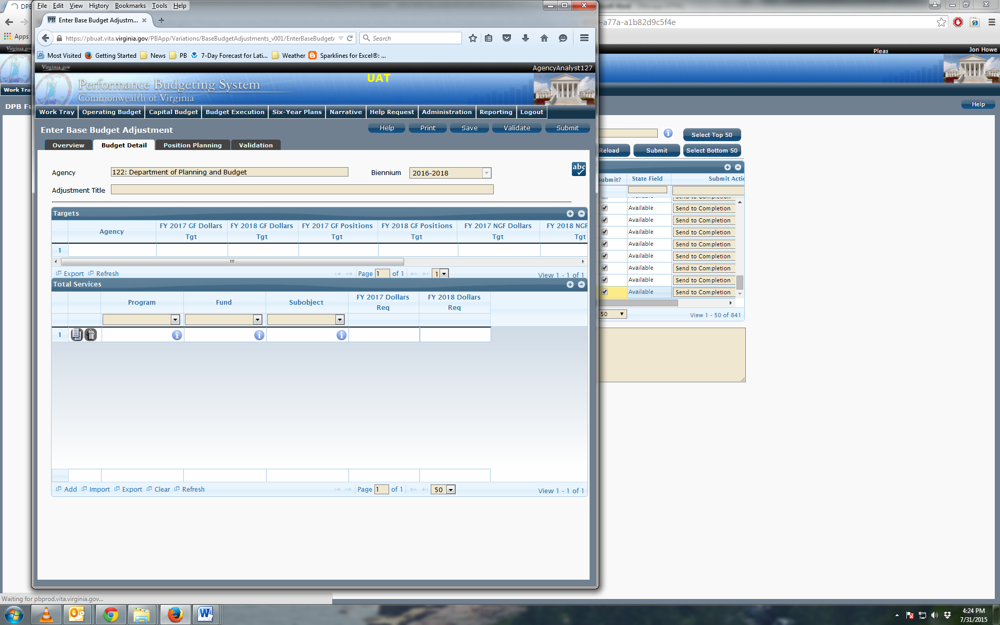 File Edit View History Bookmarks Tools Help
Enter Base Budget Adjustm...
https://pbuat.vita.virginia.gov/PBApp/Variations/BaseBudgetAdjustments_v001/EnterBaseBudgetA
Search
-a77a-a1b82d9c5f4e
Apps
Most Visited Getting Started News PB 7-Day Forecast for Lati... Weather Sparklines for Excel®: ...
Virginia.gov AgencyAnalyst127
Pleas Jon Howe
UAT
Performance Budgeting System
Commonwealth of Virginia
Work Tray Operating Budget Capital Budget Budget Execution Six-Year Plans Narrative Help Request Administration Reporting Logout
Work Tra
DPB Fu
Help
Enter Base Budget Adjustment Help Print Save Validate Submit
Overview Budget Detail Position Planning Validation
Select Top 50
Reload Submit Select Bottom 50
Agency 122: Department of Planning and Budget Biennium 2016-2018 abc
Adjustment Title
Submit? State Field Submit Actio
Targets
Agency FY 2017 GF Dollars Tgt FY 2018 GF Dollars Tgt FY 2017 GF Positions Tgt FY 2018 GF Positions Tgt FY 2017 NGF Dollars Tgt FY 2018 NGF Tgt
1
Export Refresh Page 1 of 1 1 View 1 - 1 of 1
Available Send to Completion
Available Send to Completion
Available Send to Completion
Available Send to Completion
Available Send to Completion
Available Send to Completion
Available Send to Completion
Available Send to Completion
50 View 1 - 50 of 841
Total Services
Program Fund Subobject FY 2017 Dollars Req FY 2018 Dollars Req
1
Add Import Export Clear Refresh Page 1 of 1 50 View 1 - 1 of 1
Waiting for pbprod.vita.virginia.gov...
4:24 PM
7/31/2015